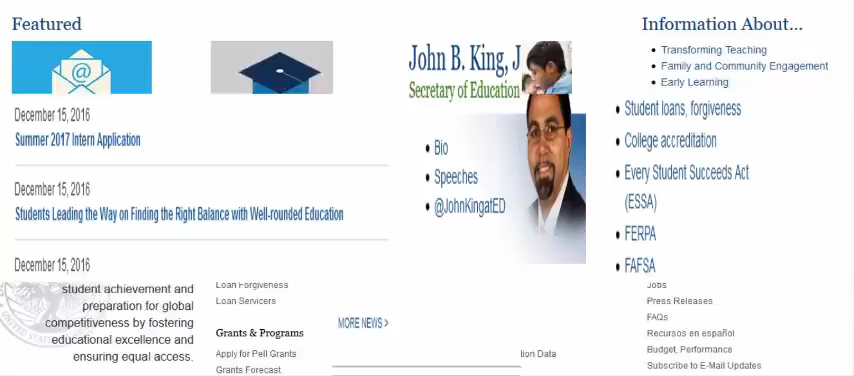 Featured
Information About...
@
John B. King, J
Secretary of Education
• Transforming Teaching
• Family and Community Engagement
• Early Learning
December 15, 2016
Summer 2017 Intern Application
December 15, 2016
Students Leading the Way on Finding the Right Balance with Well-rounded Education
December 15, 2016
• Bio
• Speeches
• @JohnKingatED
• Student loans, forgiveness
• College accreditation
• Every Student Succeeds Act
(ESSA)
• FERPA
• FAFSA
student achievement and
preparation for global
competitiveness by fostering
educational excellence and
ensuring equal access.
Loan Forgiveness
Loan Servicers
Grants & Programs
Apply for Pell Grants
Grants Forecast
MORE NEWS >
tion Data
Jobs
Press Releases
FAQs
Recursos en español
Budget, Performance
Subscribe to E-Mail Updates